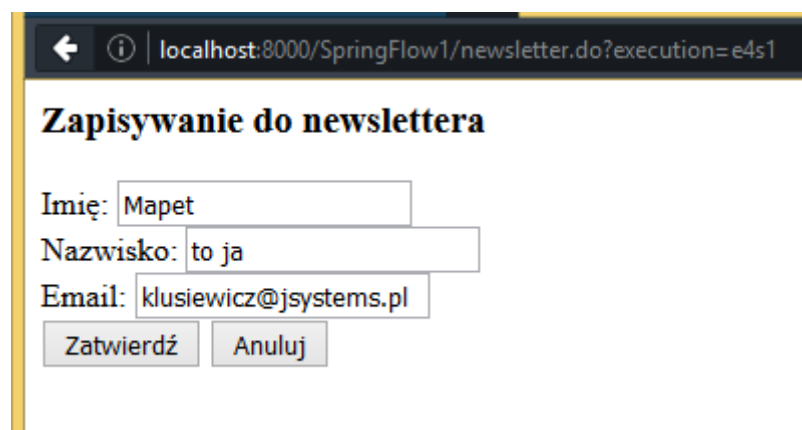 localhost:8000/SpringFlow1/newsletter.do?execution=e4s1
Zapisywanie do newslettera
Imię: Mapet
Nazwisko: to ja
Email: klusiewicz@jsystems.pl
Zatwierdź Anuluj